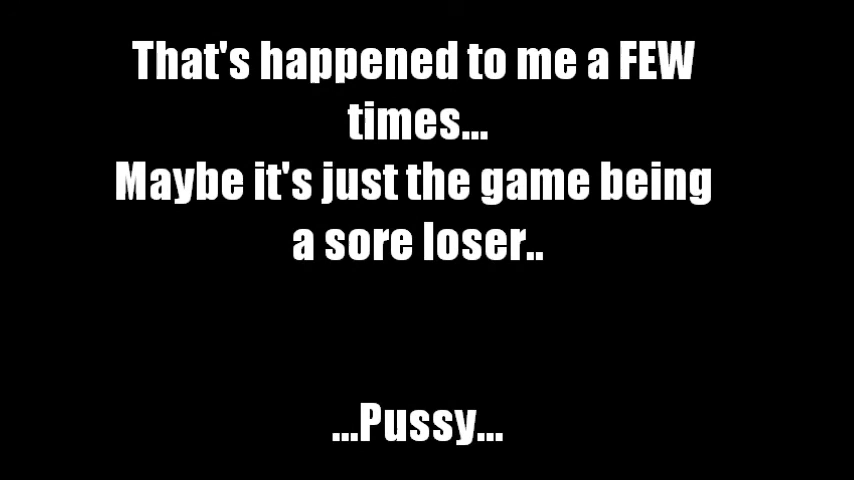 That's happened to me a FEW
times...
Maybe it's just the game being
a sore loser..
...Pussy...